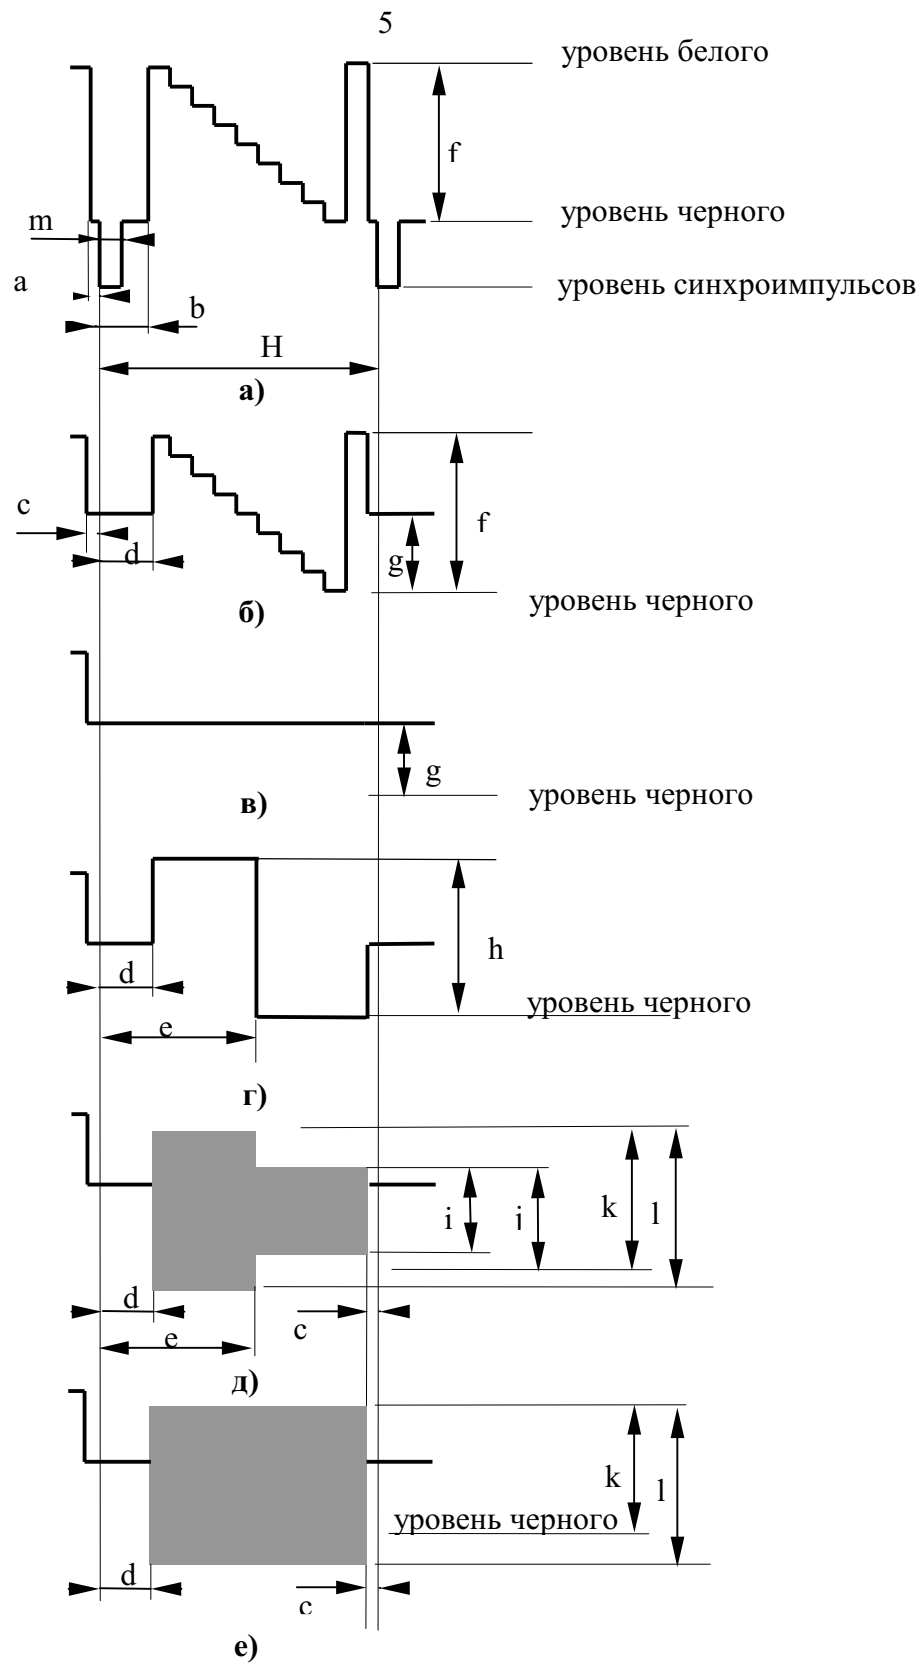 5
уровень белого
f
уровень черного
m
a
уровень синхроимпульсов
b
H
а)
c
f
d
g
б)
уровень черного
g
в)
уровень черного
h
d
уровень черного
e
г)
k
l
i
j
d
c
e
д)
k
l
уровень черного
d
c
е)